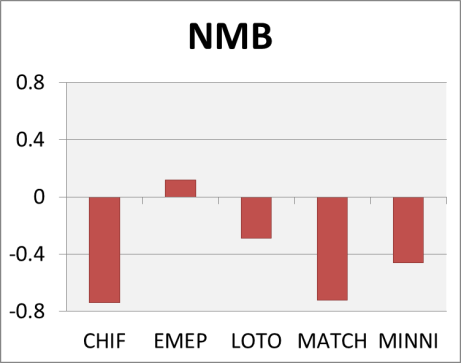 NMB
0.8
0.4
0
-0.4
-0.8
CHIF EMEP LOTO MATCH MINNI